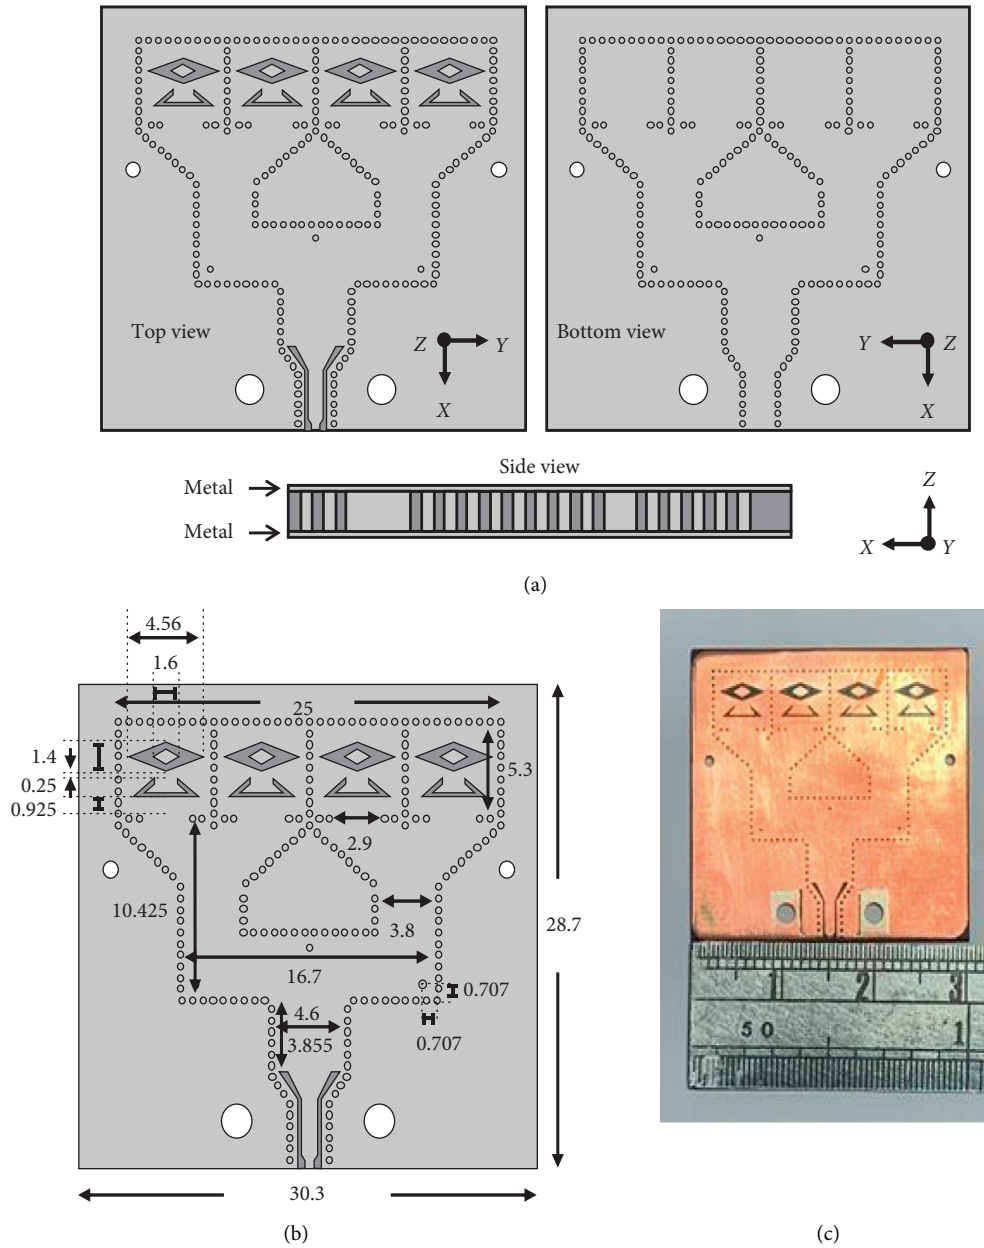 Top view
Z
Y
X
Bottom view
Y
Z
X
Side view
Metal
Metal
Z
X
Y
(a)
4.56
1.6
25
1.4
0.25
0.925
5.3
2.9
10.425
3.8
28.7
16.7
0.707
4.6
3.855
0.707
30.3
(b)
1 2 3
50 1
(c)